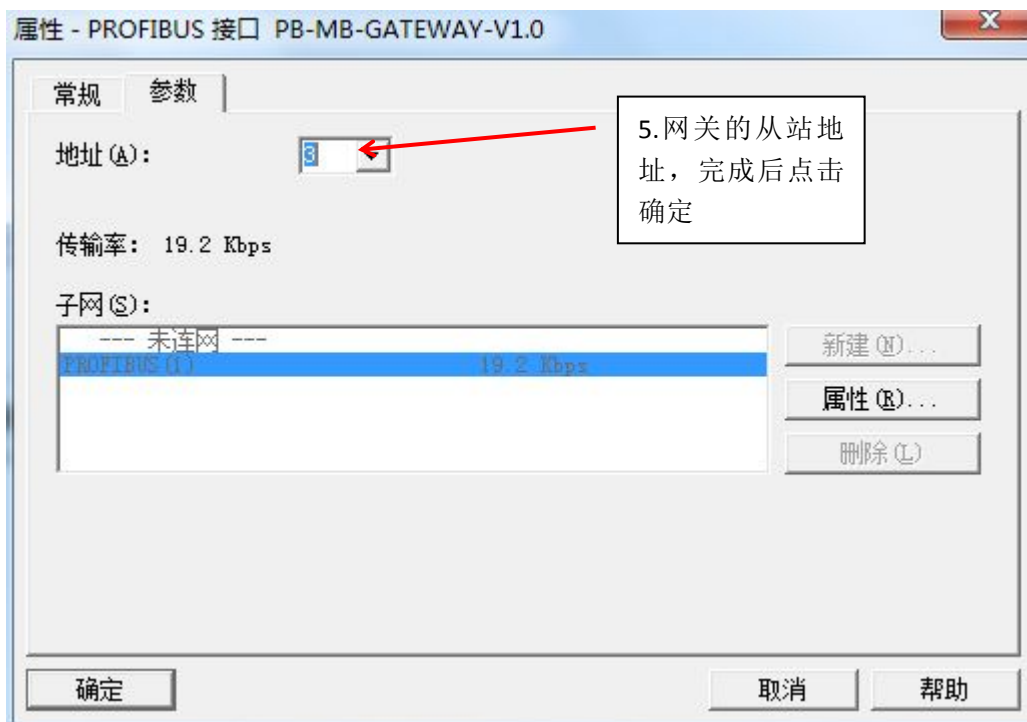 属性 - PROFIBUS 接口 PB-MB-GATEWAY-V1.0
常规 参数
地址(A): 3
5.网关的从站地
址，完成后点击
确定
传输率: 19.2 Kbps
子网(S):
--- 未连网 ---
PROFIBUS(1) 19.2 Kbps
新建(N)...
属性(R)...
删除(L)
确定 取消 帮助